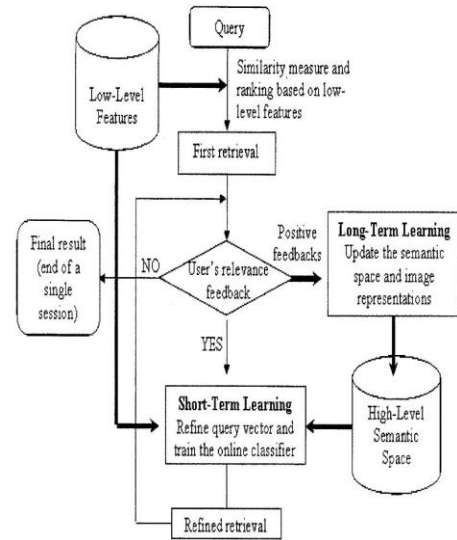 Query
Low-Level
Features
Similarity measure and
ranking based on low-
level features
First retrieval
Final result
(end of a
single
session)
NO
User's relevance
feedback
Positive
feedbacks
Long-Term Learning
Update the semantic
space and image
representations
YES
Short-Term Learning
Refine query vector and
train the online classifier
High-Level
Semantic
Space
Refined retrieval